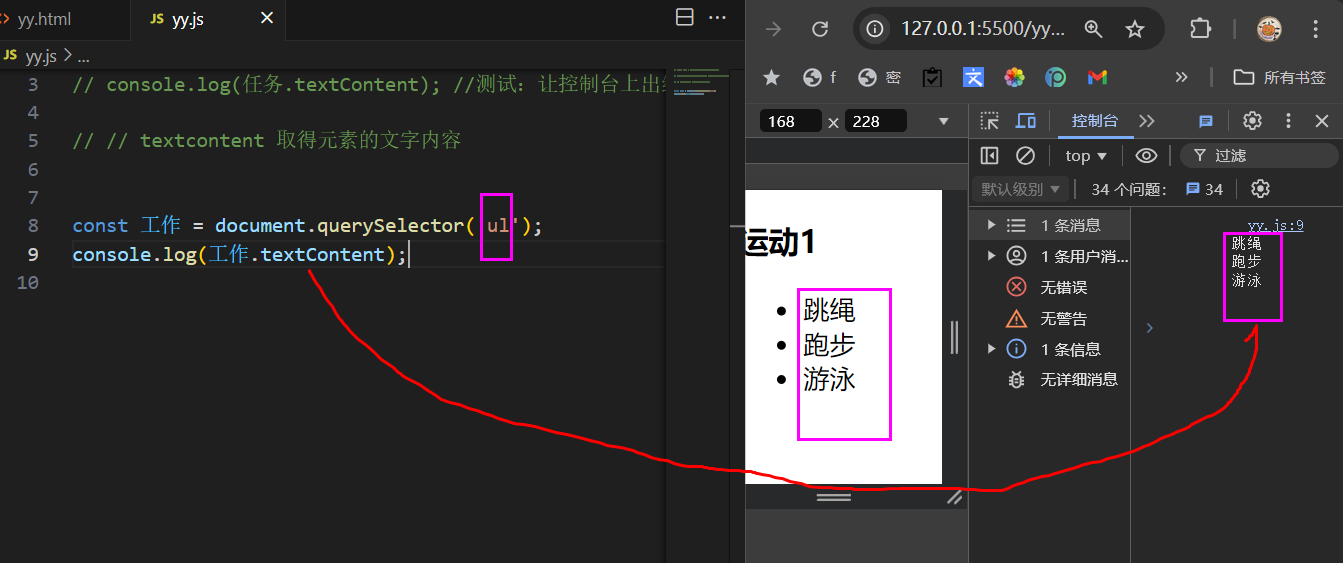 yy.html
JS yy.js
JS yy.js > ...
3 // console.log(任务.textContent); //测试: 让控制台上出
4
5 // // textcontent 取得元素的文字内容
6
7
8 const 工作 = document.querySelector('ul');
9 console.log(工作.textContent);
10
127.0.0.1:5500/yy...
f
密
所有书签
168 × 228
控制台
top
过滤
默认级别
34 个问题:
34
运动1
跳绳
跑步
游泳
1 条消息
1 条用户消...
无错误
无警告
1 条信息
无详细消息
yy.js:9
跳绳
跑步
游泳